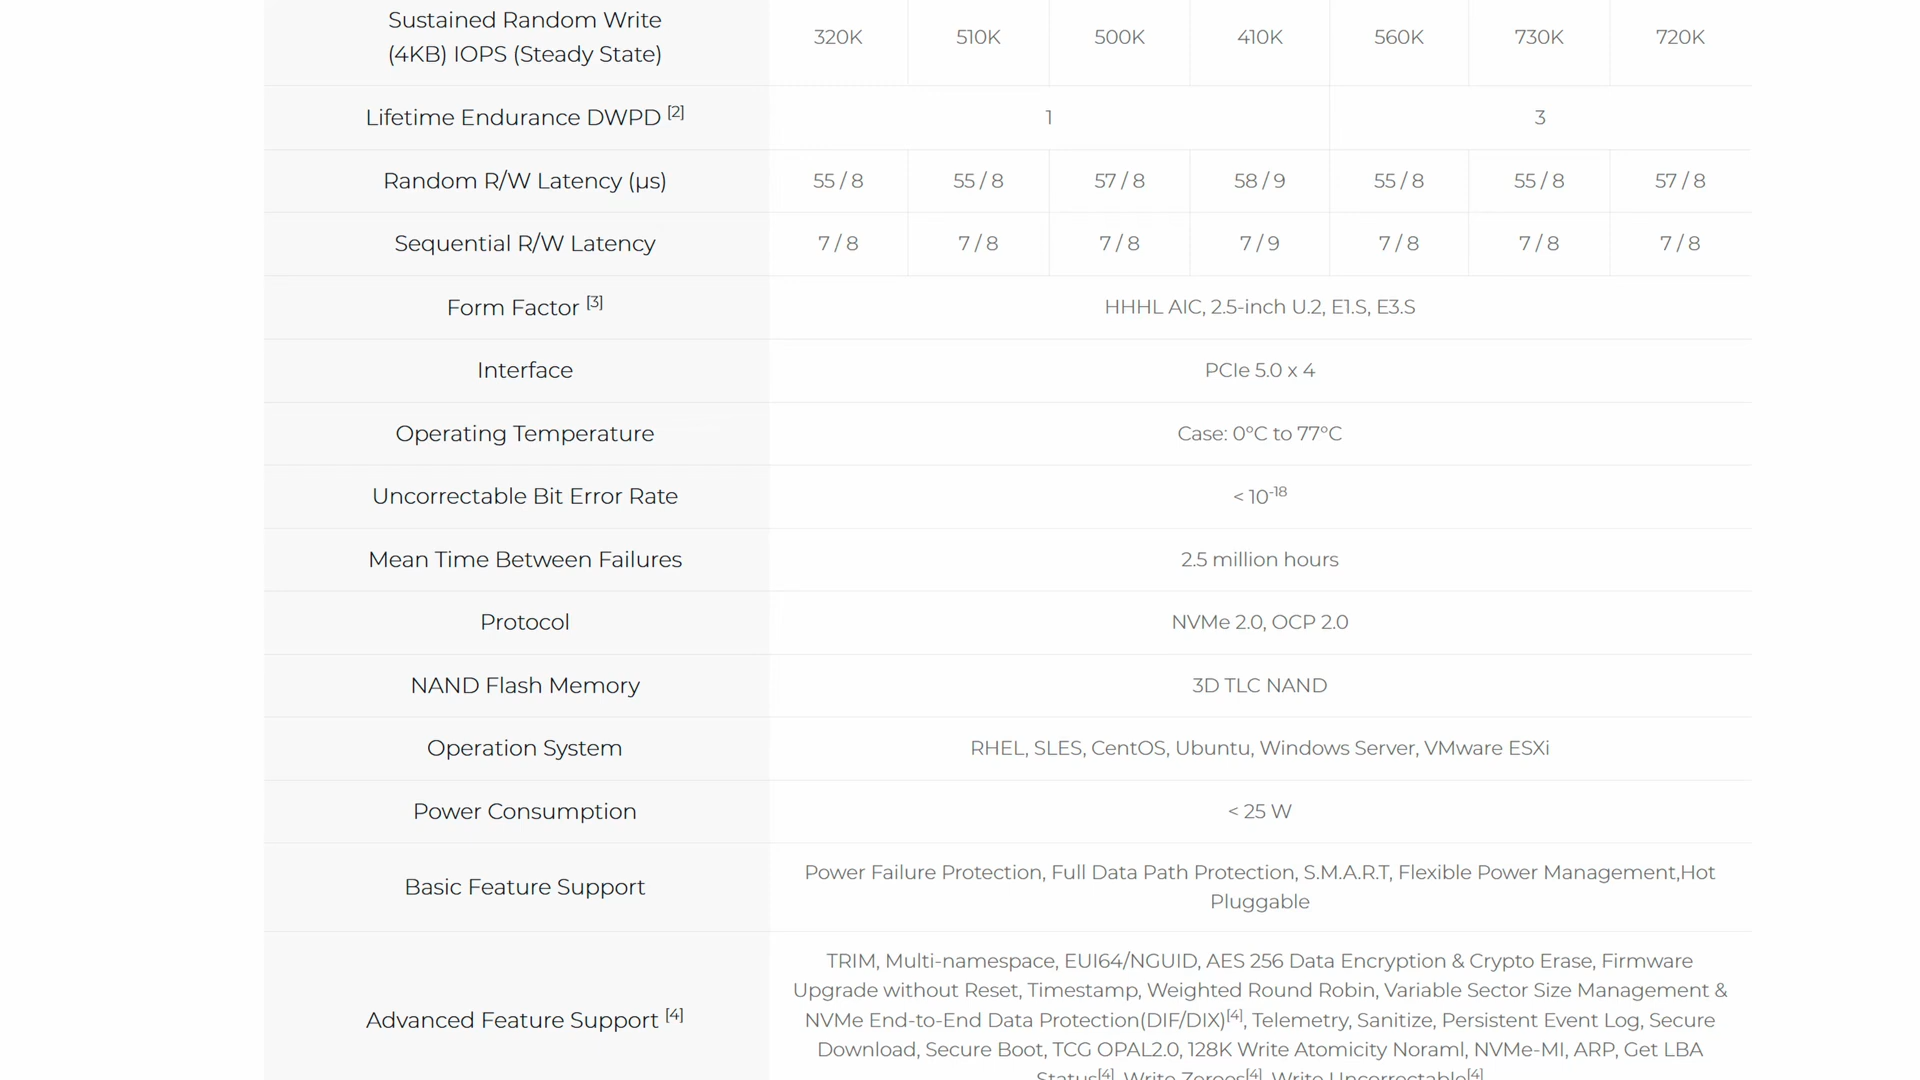 Sustained Random Write
(4KB) IOPS (Steady State)
320K 510K 500K 410K 560K 730K 720K
Lifetime Endurance DWPD [2] 1 3
Random R/W Latency (μs) 55 / 8 55 / 8 57 / 8 58 / 9 55 / 8 55 / 8 57 / 8
Sequential R/W Latency 7 / 8 7 / 8 7 / 8 7 / 9 7 / 8 7 / 8 7 / 8
Form Factor [3] HHHL AIC, 2.5-inch U.2, E1.S, E3.S
Interface PCIe 5.0 x 4
Operating Temperature Case: 0°C to 77°C
Uncorrectable Bit Error Rate < 10-18
Mean Time Between Failures 2.5 million hours
Protocol NVMe 2.0, OCP 2.0
NAND Flash Memory 3D TLC NAND
Operation System RHEL, SLES, CentOS, Ubuntu, Windows Server, VMware ESXi
Power Consumption < 25 W
Basic Feature Support
Power Failure Protection, Full Data Path Protection, S.M.A.R.T, Flexible Power Management,Hot
Pluggable
Advanced Feature Support [4]
TRIM, Multi-namespace, EUI64/NGUID, AES 256 Data Encryption & Crypto Erase, Firmware
Upgrade without Reset, Timestamp, Weighted Round Robin, Variable Sector Size Management &
NVMe End-to-End Data Protection(DIF/DIX)[4], Telemetry, Sanitize, Persistent Event Log, Secure
Download, Secure Boot, TCG OPAL2.0, 128K Write Atomicity Noraml, NVMe-MI, ARP, Get LBA
Status[4], Write Zeroes[4], Write Uncorrectable[4]